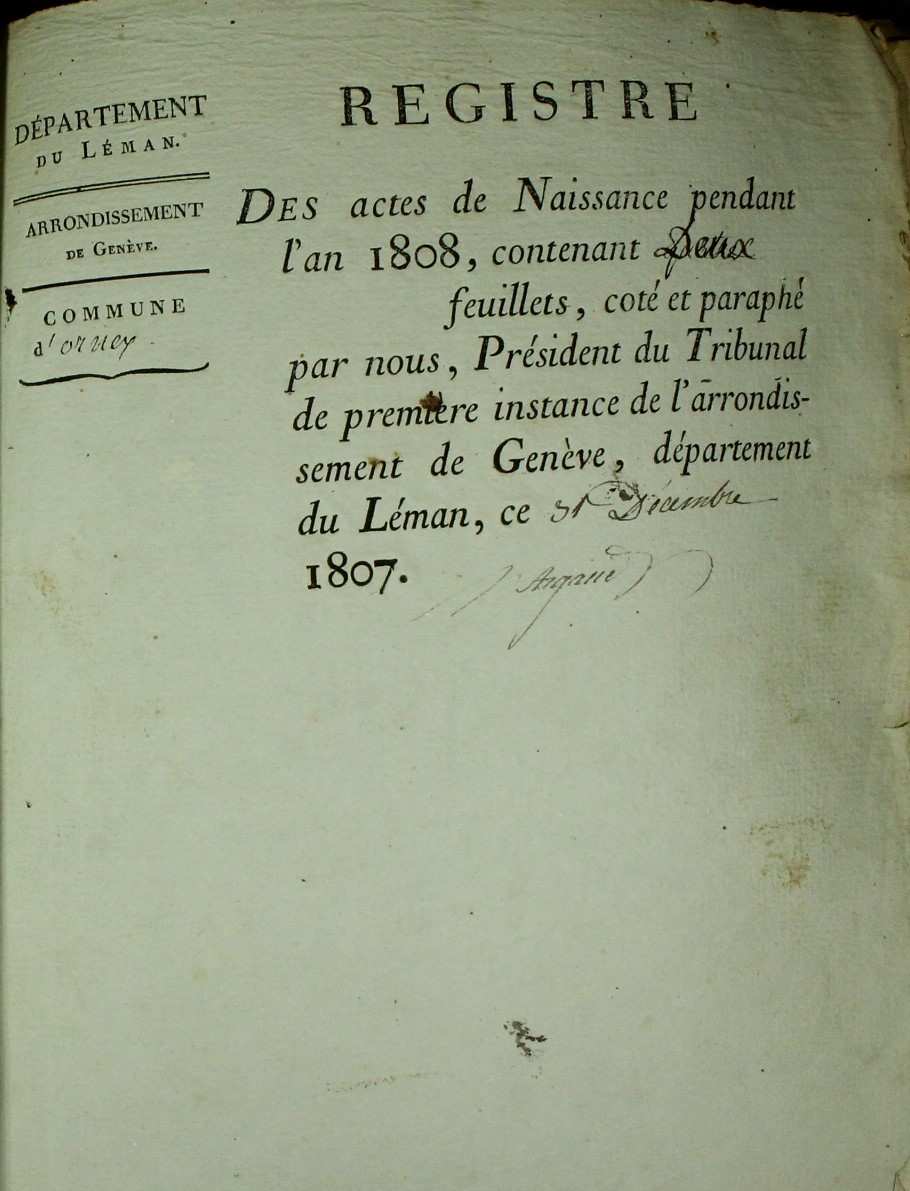 DÉPARTEMENT
DU LÉMAN.
ARRONDISSEMENT
DE GENÈVE.
COMMUNE
d'ornex
REGISTRE
DES actes de Naissance pendant
l'an 1808, contenant Deux
feuillets, coté et paraphé
par nous, Président du Tribunal
de première instance de l'arrondis-
sement de Genève, département
du Léman, ce 31 Décembre
1807.